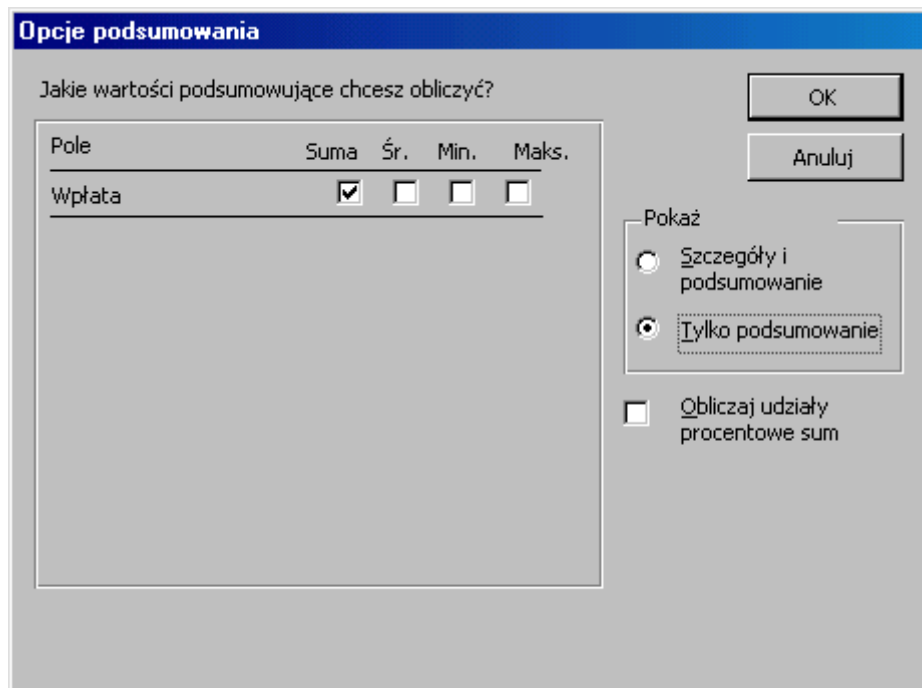 Opcje podsumowania
Jakie wartości podsumowujące chcesz obliczyć?
OK
Anuluj
Pole Suma Śr. Min. Maks.
Wpłata
Pokaż
Szczegóły i
podsumowanie
Tylko podsumowanie
Obliczaj udziały
procentowe sum